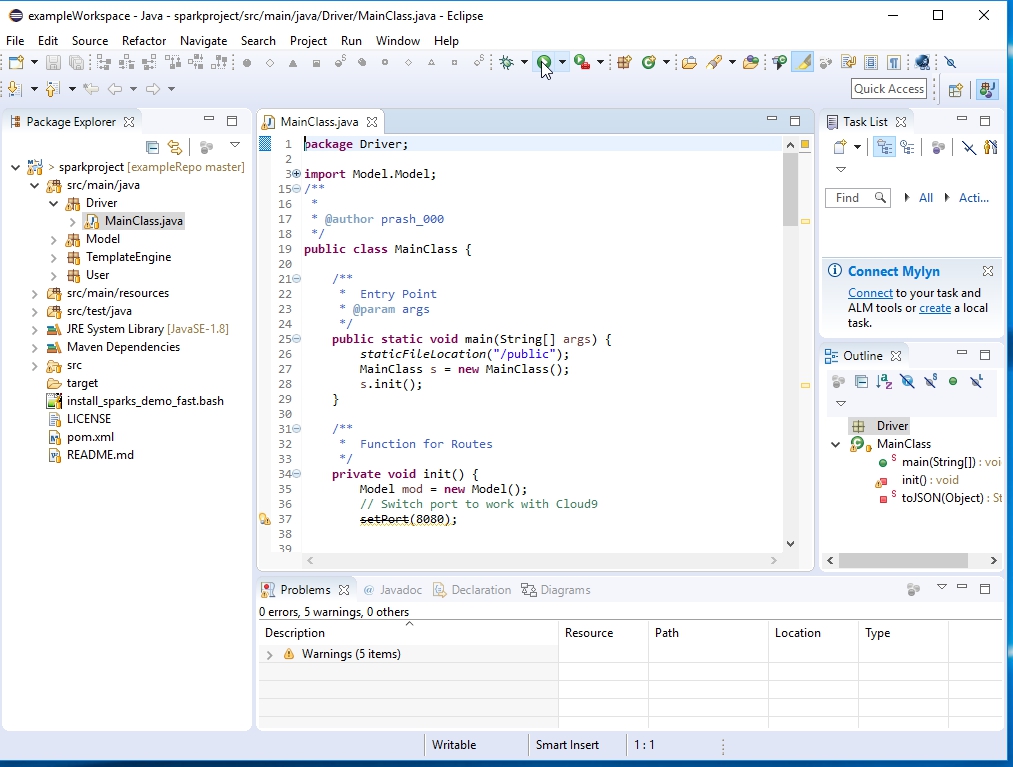 exampleWorkspace - Java - sparkproject/src/main/java/Driver/MainClass.java - Eclipse
File Edit Source Refactor Navigate Search Project Run Window Help
Quick Access
Package Explorer
> sparkproject [exampleRepo master]
src/main/java
Driver
MainClass.java
Model
TemplateEngine
User
src/main/resources
src/test/java
JRE System Library [JavaSE-1.8]
Maven Dependencies
src
target
install_sparks_demo_fast.bash
LICENSE
pom.xml
README.md
MainClass.java
1 package Driver;
2
3 import Model.Model;
15 /**
16 *
17 * @author prash_000
18 */
19 public class MainClass {
20
21 /**
22 * Entry Point
23 * @param args
24 */
25 public static void main(String[] args) {
26 staticFileLocation("/public");
27 MainClass s = new MainClass();
28 s.init();
29 }
30
31 /**
32 * Function for Routes
33 */
34 private void init() {
35 Model mod = new Model();
36 // Switch port to work with Cloud9
37 setPort(8080);
38
39
Task List
Find All Acti...
Connect Mylyn
Connect to your task and
ALM tools or create a local
task.
Outline
Driver
MainClass
main(String[]) : voi
init() : void
toJSON(Object) : St
Problems Javadoc Declaration Diagrams
0 errors, 5 warnings, 0 others
Description Resource Path Location Type
Warnings (5 items)
Writable Smart Insert 1 : 1